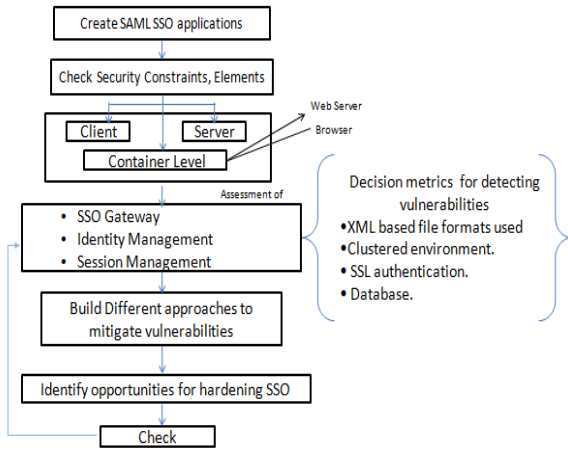 Create SAML SSO applications
Check Security Constraints, Elements
Web Server
Client
Server
Browser
Container Level
Assessment of
• SSO Gateway
• Identity Management
• Session Management
Decision metrics for detecting
vulnerabilities
•XML based file formats used
•Clustered environment.
• SSL authentication.
• Database.
Build Different approaches to
mitigate vulnerabilities
Identify opportunities for hardening SSO
Check